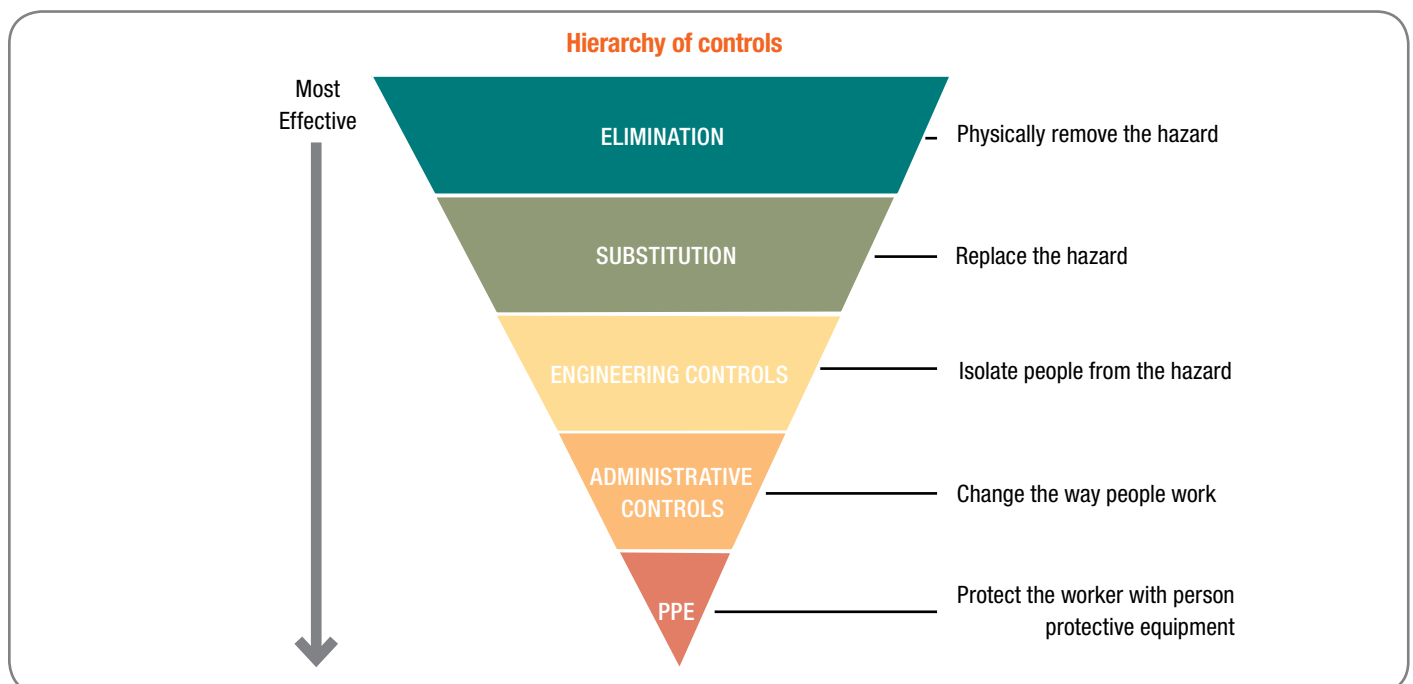 Hierarchy of controls
Most
Effective
ELIMINATION
Physically remove the hazard
SUBSTITUTION
Replace the hazard
ENGINEERING CONTROLS
Isolate people from the hazard
ADMINISTRATIVE
CONTROLS
Change the way people work
PPE
Protect the worker with person
protective equipment